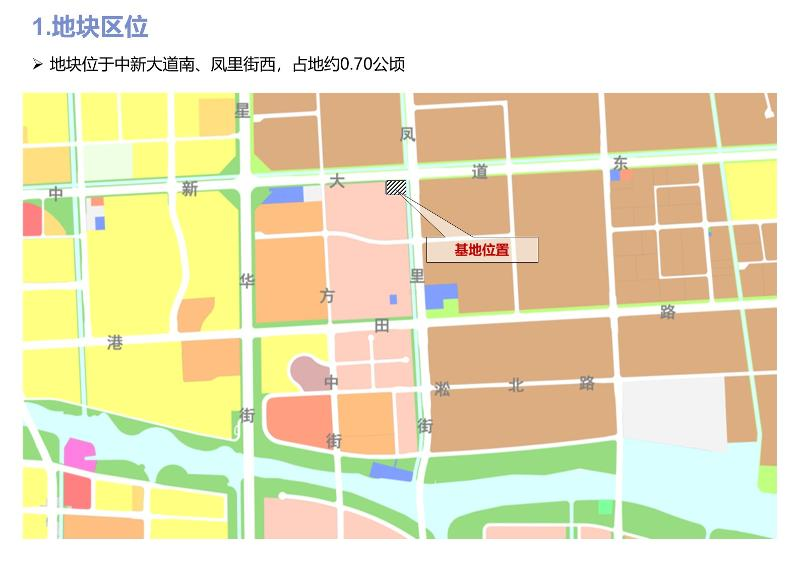 1.地块区位
➢ 地块位于中新大道南、凤里街西，占地约0.70公顷
星
凤
中
新
大
道
东
基地位置
华
方
里
港
田
路
中
淞
北
路
街
街
街